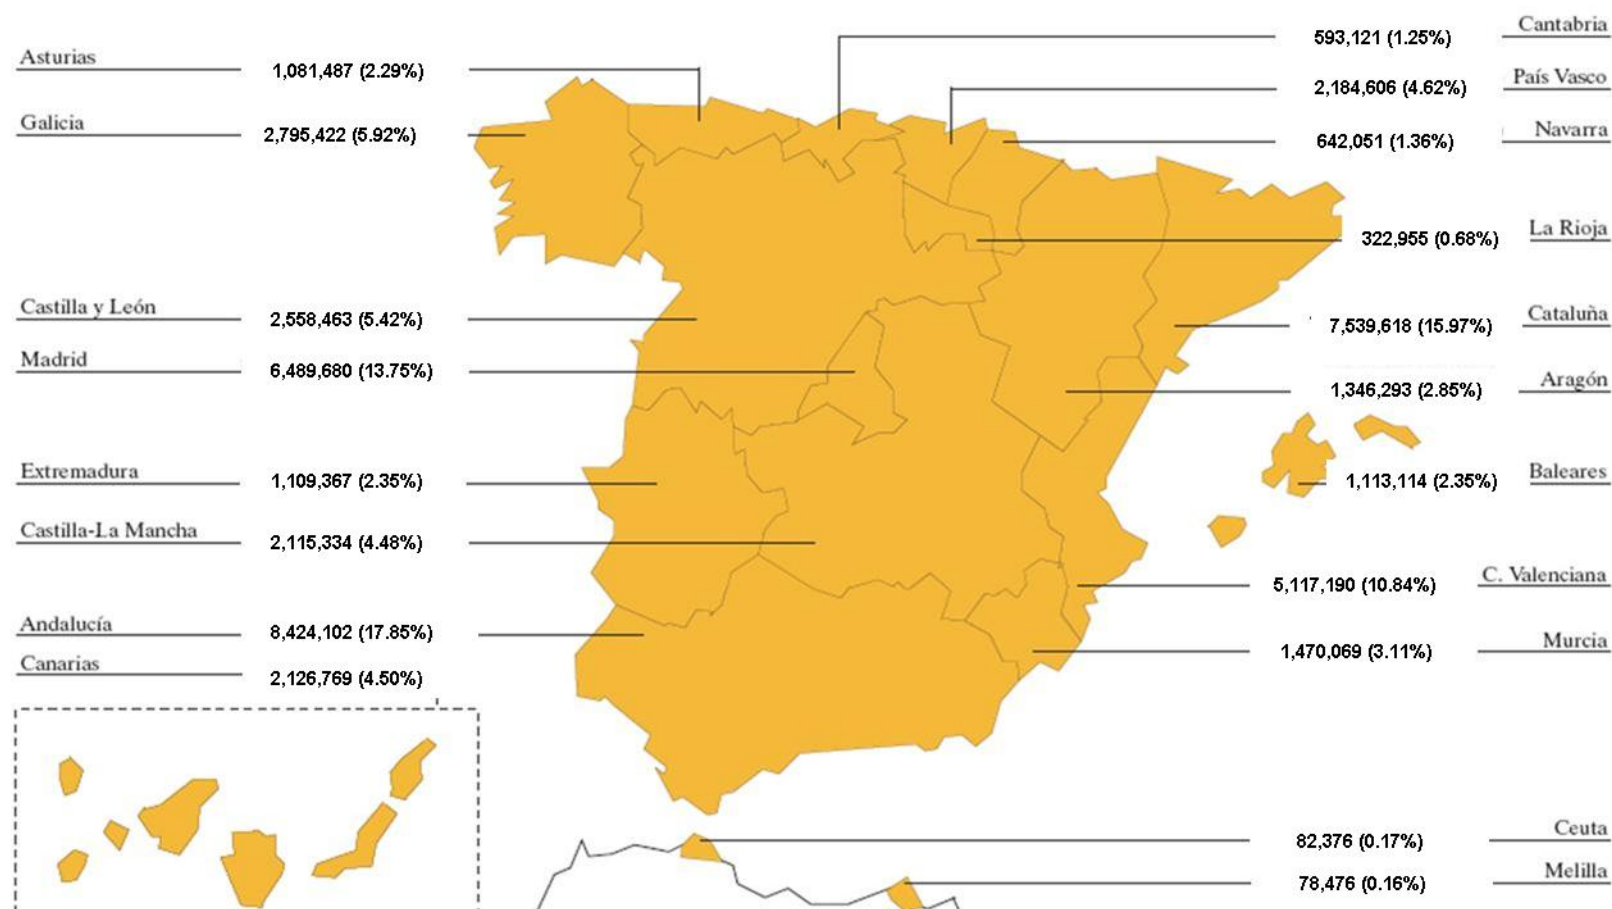 Asturias 1,081,487 (2.29%)
Galicia 2,795,422 (5.92%)
Castilla y León 2,558,463 (5.42%)
Madrid 6,489,680 (13.75%)
Extremadura 1,109,367 (2.35%)
Castilla-La Mancha 2,115,334 (4.48%)
Andalucía 8,424,102 (17.85%)
Canarias 2,126,769 (4.50%)
593,121 (1.25%) Cantabria
2,184,606 (4.62%) País Vasco
642,051 (1.36%) Navarra
322,955 (0.68%) La Rioja
7,539,618 (15.97%) Cataluña
1,346,293 (2.85%) Aragón
1,113,114 (2.35%) Baleares
5,117,190 (10.84%) C. Valenciana
1,470,069 (3.11%) Murcia
82,376 (0.17%) Ceuta
78,476 (0.16%) Melilla